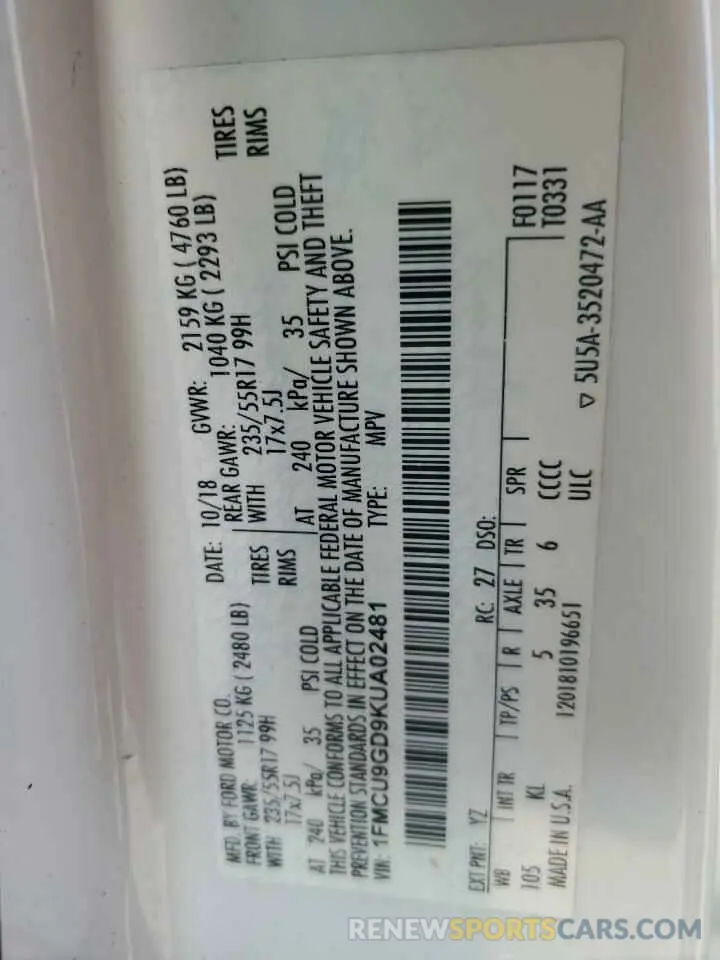 MFD. BY FORD MOTOR CO. DATE: 10/18 GVWR: 2159 KG ( 4760 LB)
FRONT GAWR: 1125 KG ( 2480 LB) REAR GAWR: 1040 KG ( 2293 LB)
WITH 235/55R17 99H TIRES WITH 235/55R17 99H TIRES
17x7.5J RIMS 17x7.5J RIMS
AT 240 kPa/ 35 PSI COLD AT 240 kPa/ 35 PSI COLD
THIS VEHICLE CONFORMS TO ALL APPLICABLE FEDERAL MOTOR VEHICLE SAFETY AND THEFT
PREVENTION STANDARDS IN EFFECT ON THE DATE OF MANUFACTURE SHOWN ABOVE.
VIN: 1FMCU9GD9KUA02481 TYPE: MPV
EXT PNT: YZ RC: 27 DSO:
WB INT TR TP/PS R AXLE TR SPR F0117
105 KL 5 35 6 CCCC T0331
MADE IN U.S.A. 1201810196651 ULC
▽ 5U5A-3520472-AA
RENEWSPORTSCARS.COM